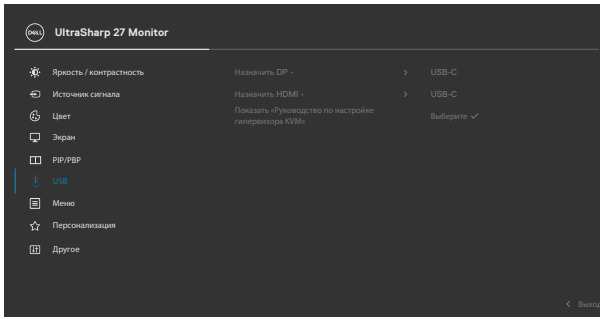 DELL
UltraSharp 27 Monitor
Яркость / контрастность
Назначить DP -
USB-C
Источник сигнала
Назначить HDMI -
USB-C
Цвет
Показать «Руководство по настройке
гипервизора KVM»
Выберите
Экран
PIP/PBP
USB
Меню
Персонализация
Другое
Выход